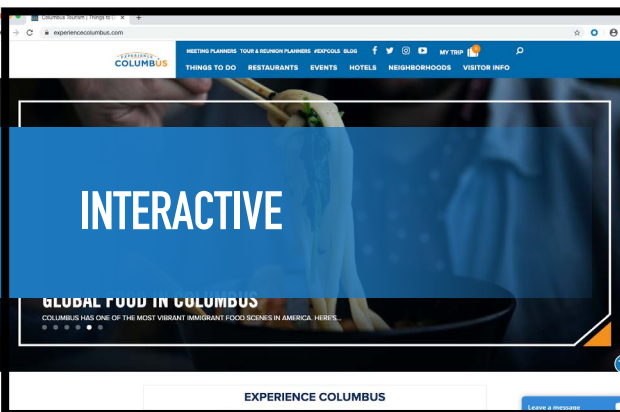 Columbus Tourism | Things to D
experiencecolumbus.com
MEETING PLANNERS TOUR & REUNION PLANNERS #EXPCOLS BLOG MY TRIP
EXPERIENCE
COLUMBUS
THINGS TO DO RESTAURANTS EVENTS HOTELS NEIGHBORHOODS VISITOR INFO
INTERACTIVE
GLOBAL FOOD IN COLUMBUS
COLUMBUS HAS ONE OF THE MOST VIBRANT IMMIGRANT FOOD SCENES IN AMERICA. HERE'S...
EXPERIENCE COLUMBUS
Leave a message